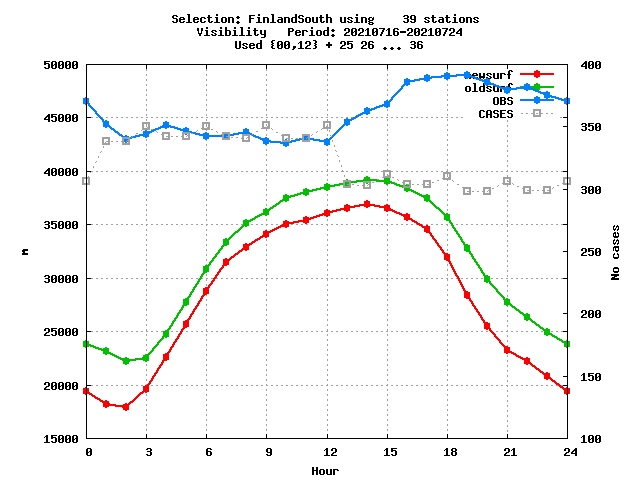 Selection: FinlandSouth using    39 stations
Visibility   Period: 20210716-20210724
Used {00,12} + 25 26 ... 36
50000
45000
40000
35000
30000
25000
20000
15000
m
400
350
300
250
200
150
100
No cases
newsurf
oldsurf
OBS
CASES
0 3 6 9 12 15 18 21 24
Hour